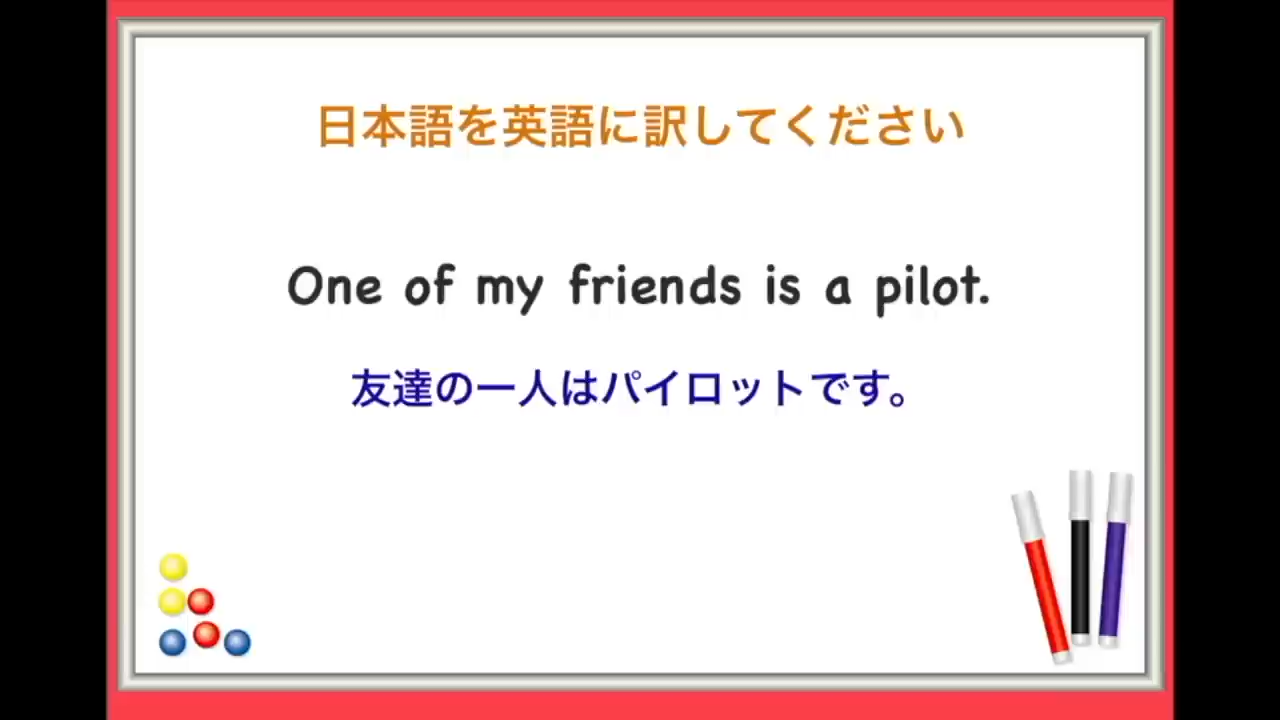 日本語を英語に訳してください
One of my friends is a pilot.
友達の一人はパイロットです。